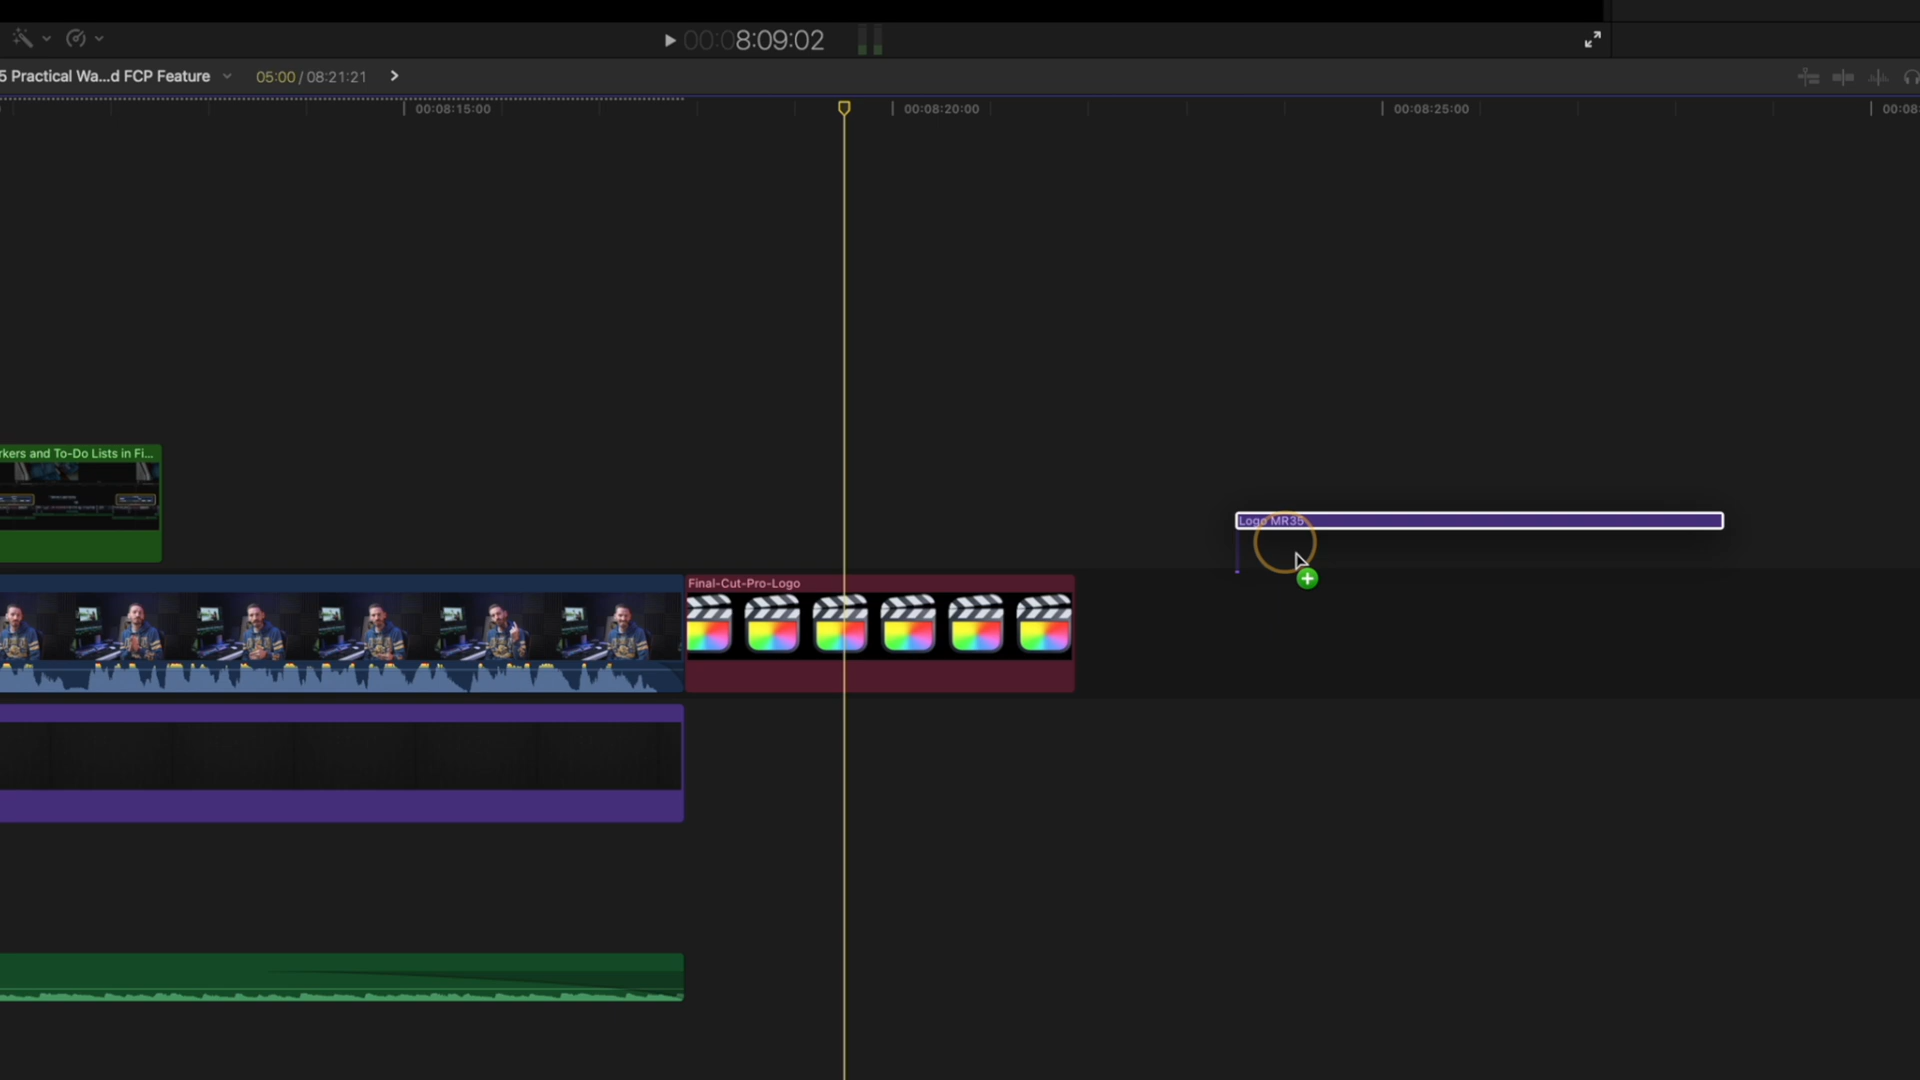 00:08:09:02
5 Practical Wa...d FCP Feature
05:00 / 08:21:21
00:08:15:00
00:08:20:00
00:08:25:00
00:08:
rkers and To-Do Lists in Fi...
Logo MR35
Final-Cut-Pro-Logo